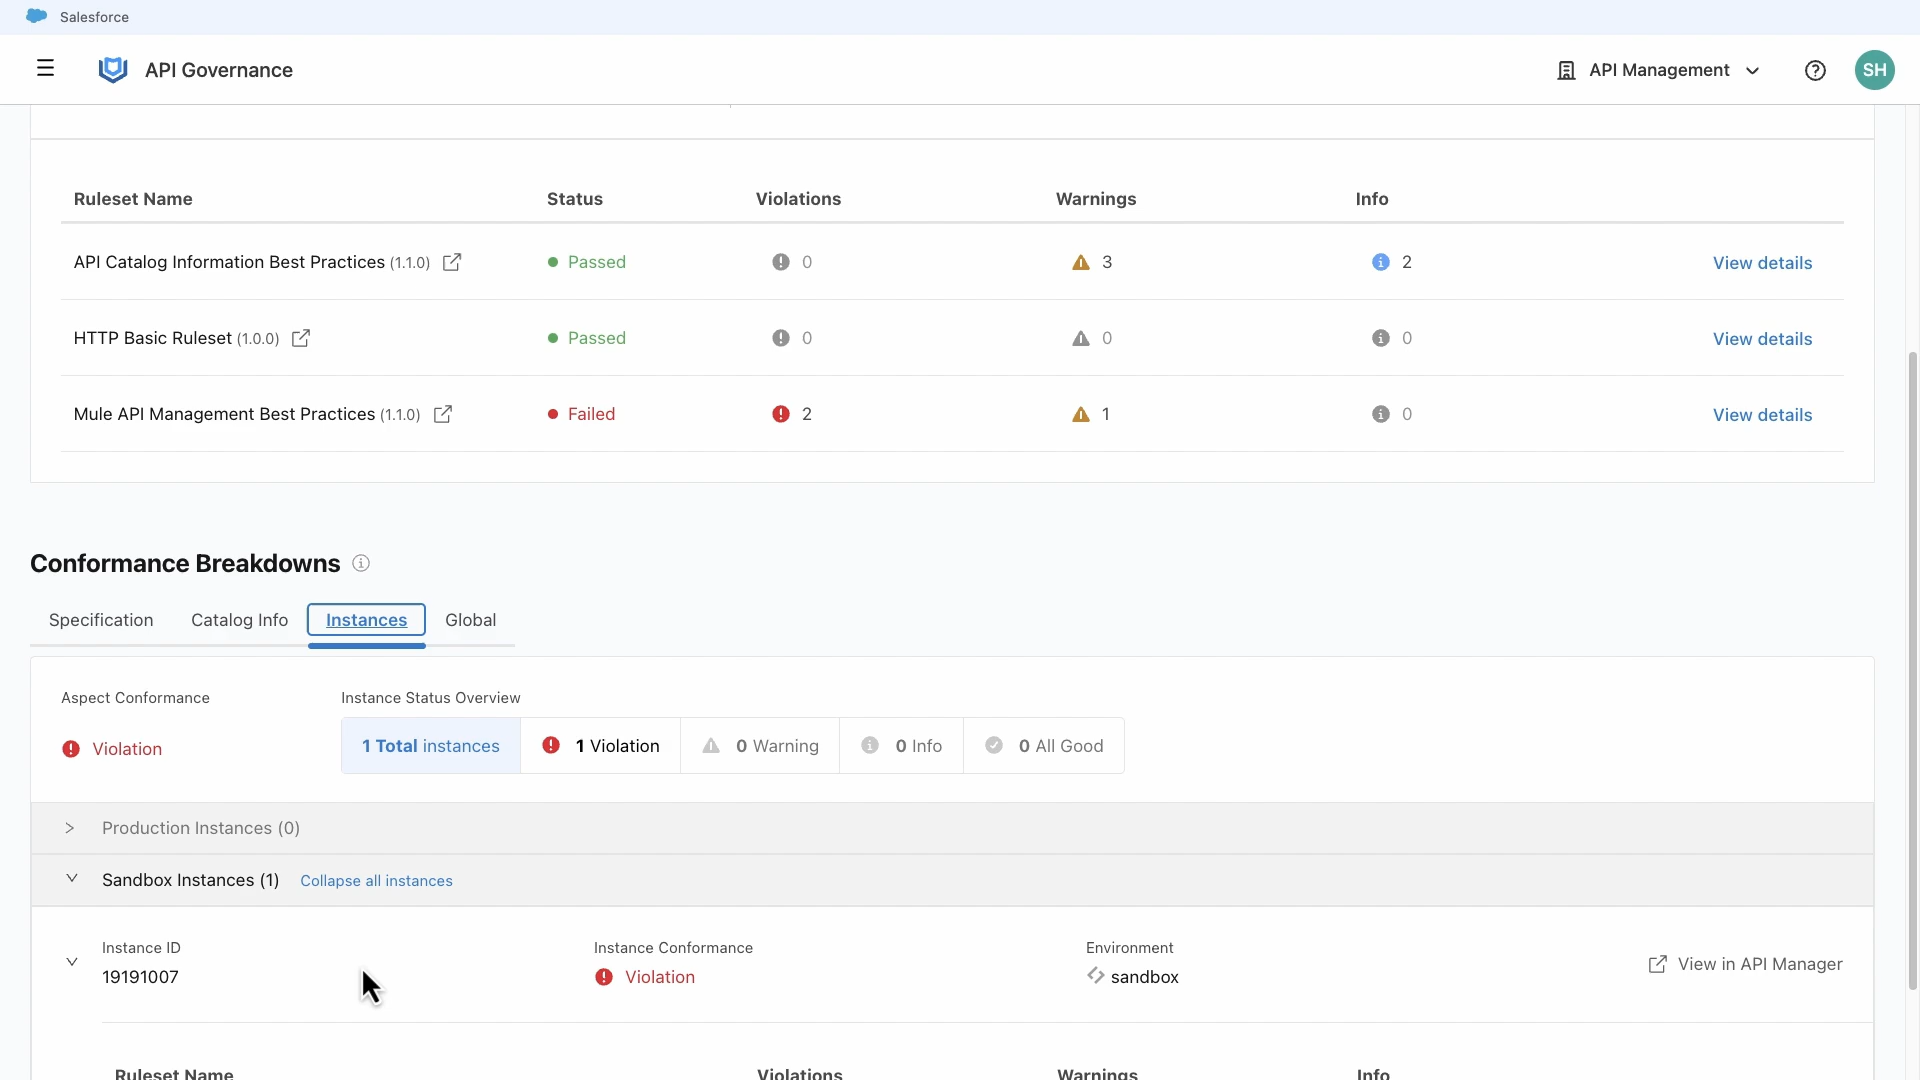 Salesforce
API Governance
API Management
SH
Ruleset Name Status Violations Warnings Info
API Catalog Information Best Practices (1.1.0) Passed 0 3 2 View details
HTTP Basic Ruleset (1.0.0) Passed 0 0 0 View details
Mule API Management Best Practices (1.1.0) Failed 2 1 0 View details
Conformance Breakdowns
Specification Catalog Info Instances Global
Aspect Conformance Instance Status Overview
Violation 1 Total instances 1 Violation 0 Warning 0 Info 0 All Good
Production Instances (0)
Sandbox Instances (1) Collapse all instances
Instance ID Instance Conformance Environment
19191007 Violation sandbox View in API Manager
Ruleset Name Violations Warnings Info